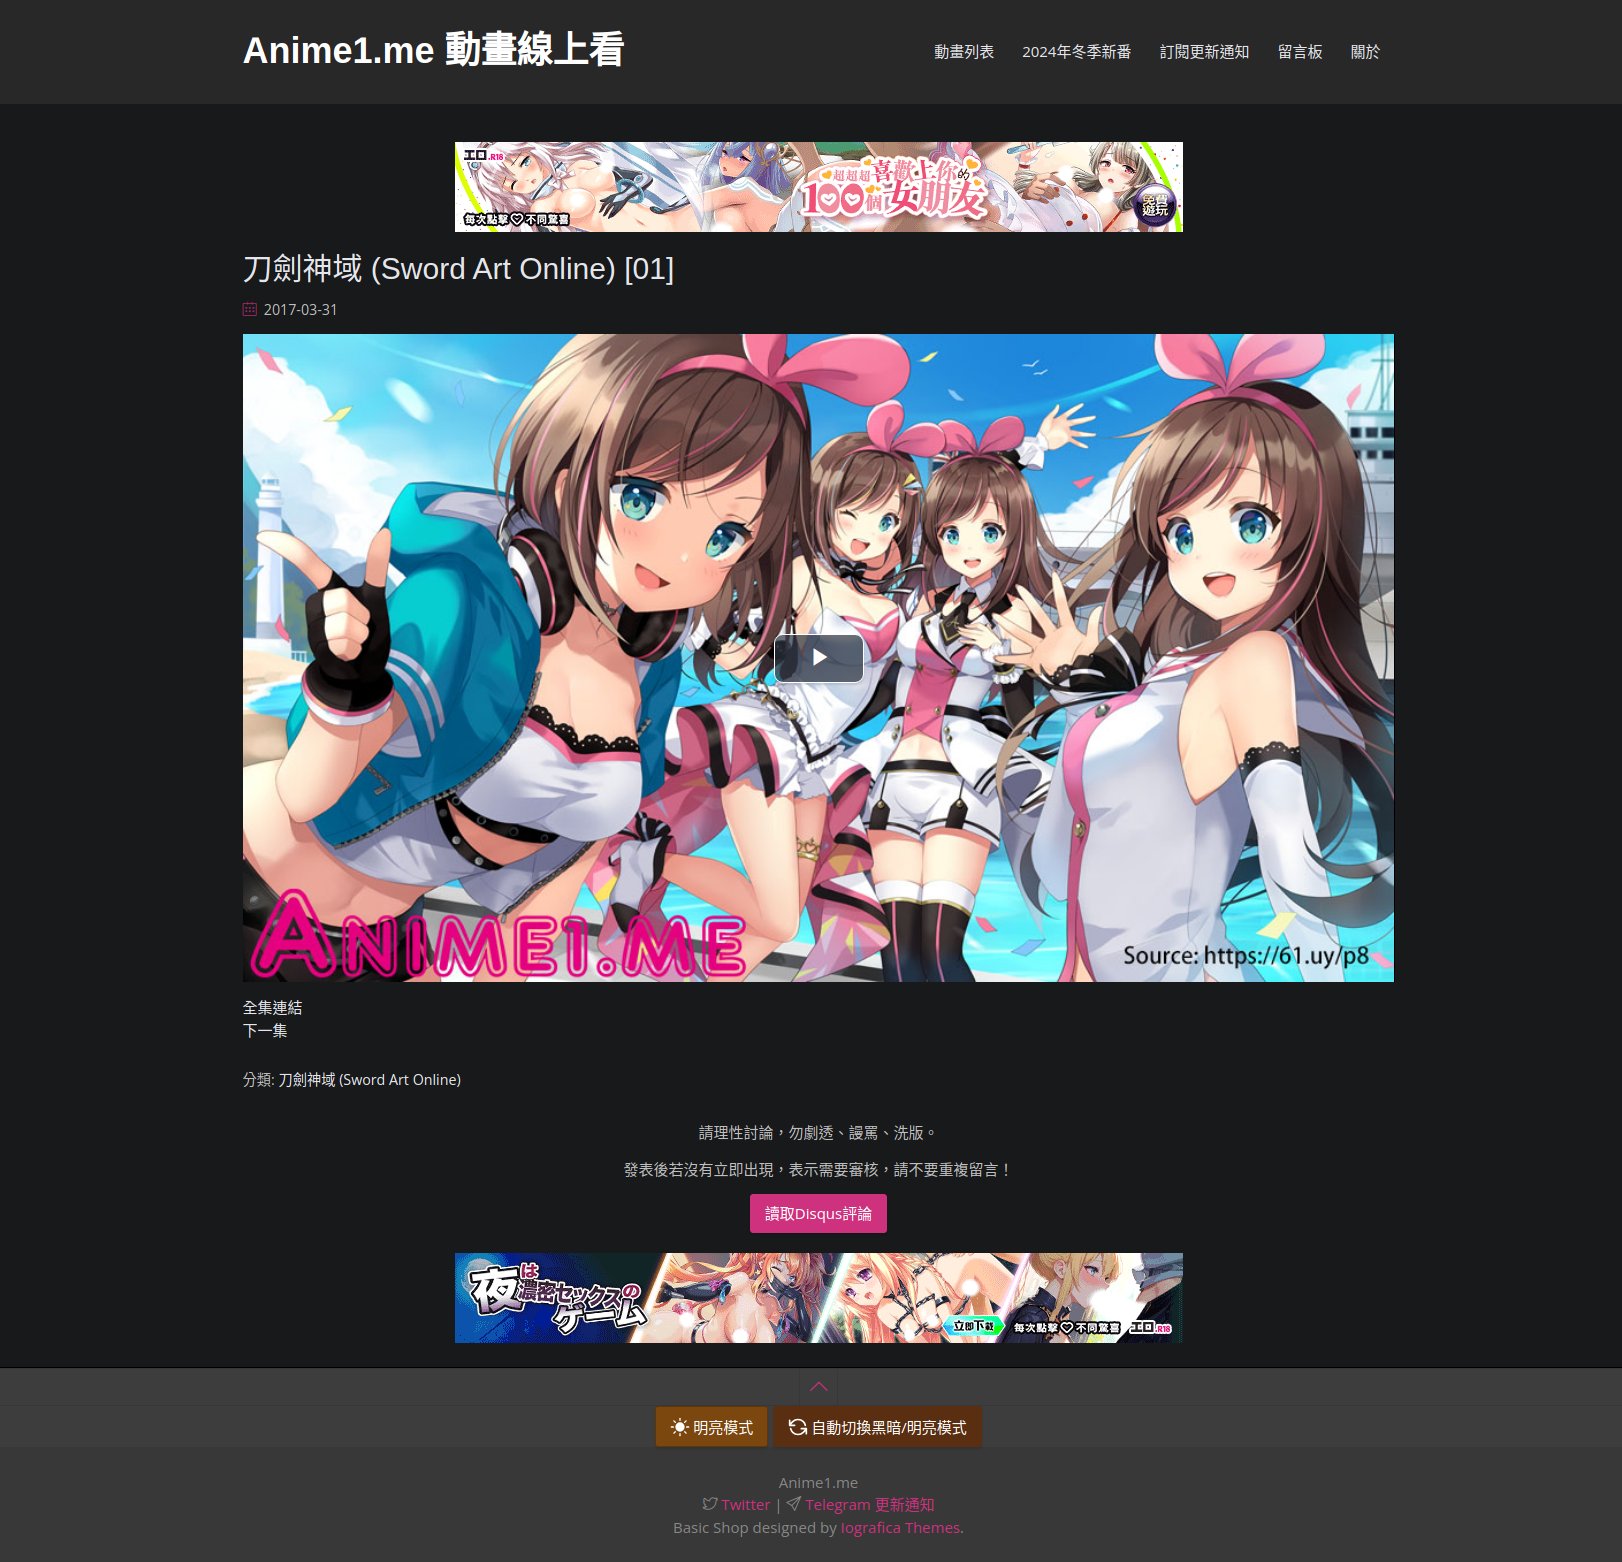 Anime1.me 動畫線上看
動畫列表 2024年冬季新番 訂閱更新通知 留言板 關於
エロ.R18
超超超喜歡上你的
100個女朋友
每次點擊♡不同驚喜
免費
遊玩
刀劍神域 (Sword Art Online) [01]
2017-03-31
ANIME1.ME
Source: https://61.uy/p8
全集連結
下一集
分類: 刀劍神域 (Sword Art Online)
請理性討論，勿劇透、謾罵、洗版。
發表後若沒有立即出現，表示需要審核，請不要重複留言！
讀取Disqus評論
夜は
濃密セックスの
ゲーム
立即下載
每次點擊♡不同驚喜
エロ.R18
明亮模式 自動切換黑暗/明亮模式
Anime1.me
Twitter | Telegram 更新通知
Basic Shop designed by Iografica Themes.